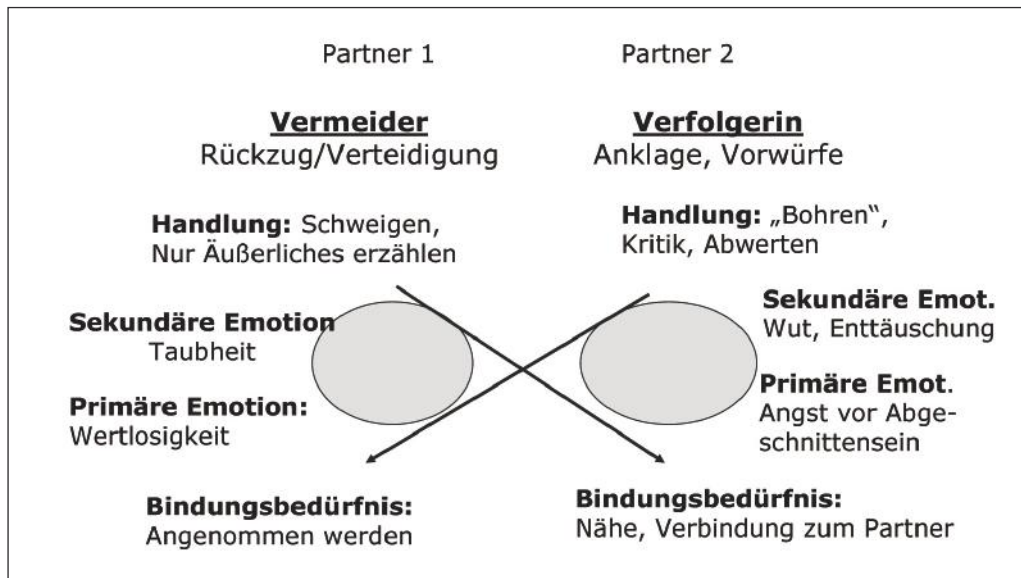 Partner 1
Partner 2
Vermeider
Rückzug/Verteidigung
Verfolgerin
Anklage, Vorwürfe
Handlung: Schweigen,
Nur Äußerliches erzählen
Handlung: „Bohren“,
Kritik, Abwerten
Sekundäre Emotion
Taubheit
Sekundäre Emot.
Wut, Enttäuschung
Primäre Emotion:
Wertlosigkeit
Primäre Emot.
Angst vor Abge-
schnittensein
Bindungsbedürfnis:
Angenommen werden
Bindungsbedürfnis:
Nähe, Verbindung zum Partner